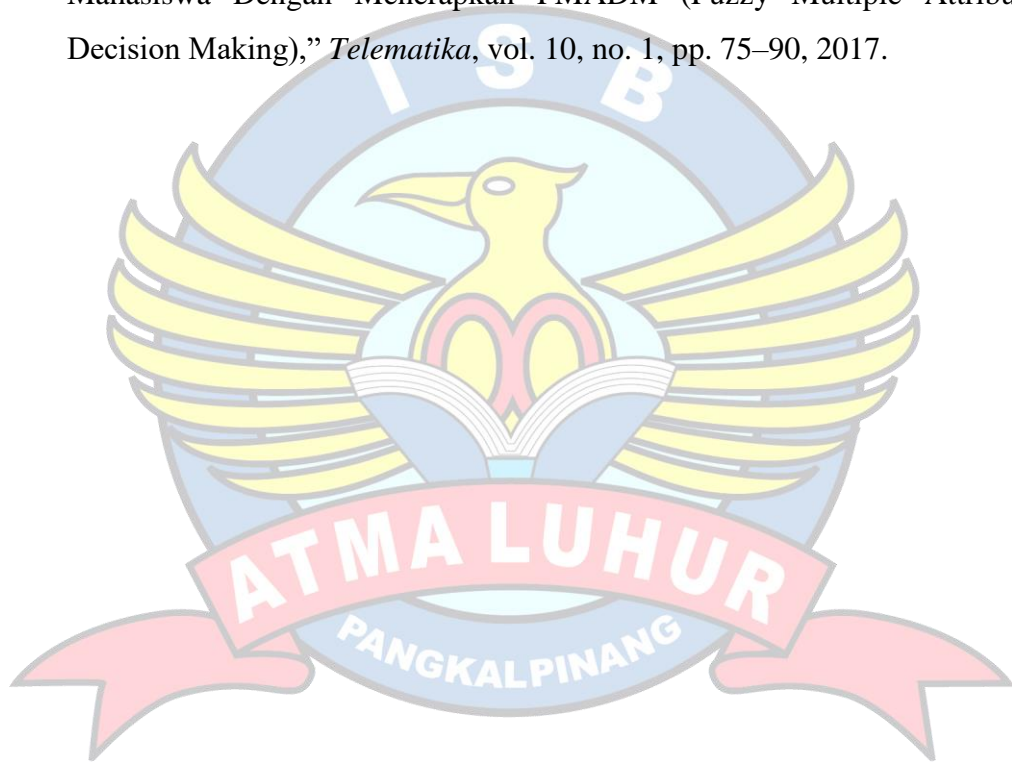 Mahasiswa Dengan Menerapkan FMADM (Fuzzy Multiple Attribu
Decision Making),” Telematika, vol. 10, no. 1, pp. 75–90, 2017.
I S B
ATMA LUHUR
PANGKALPINANG